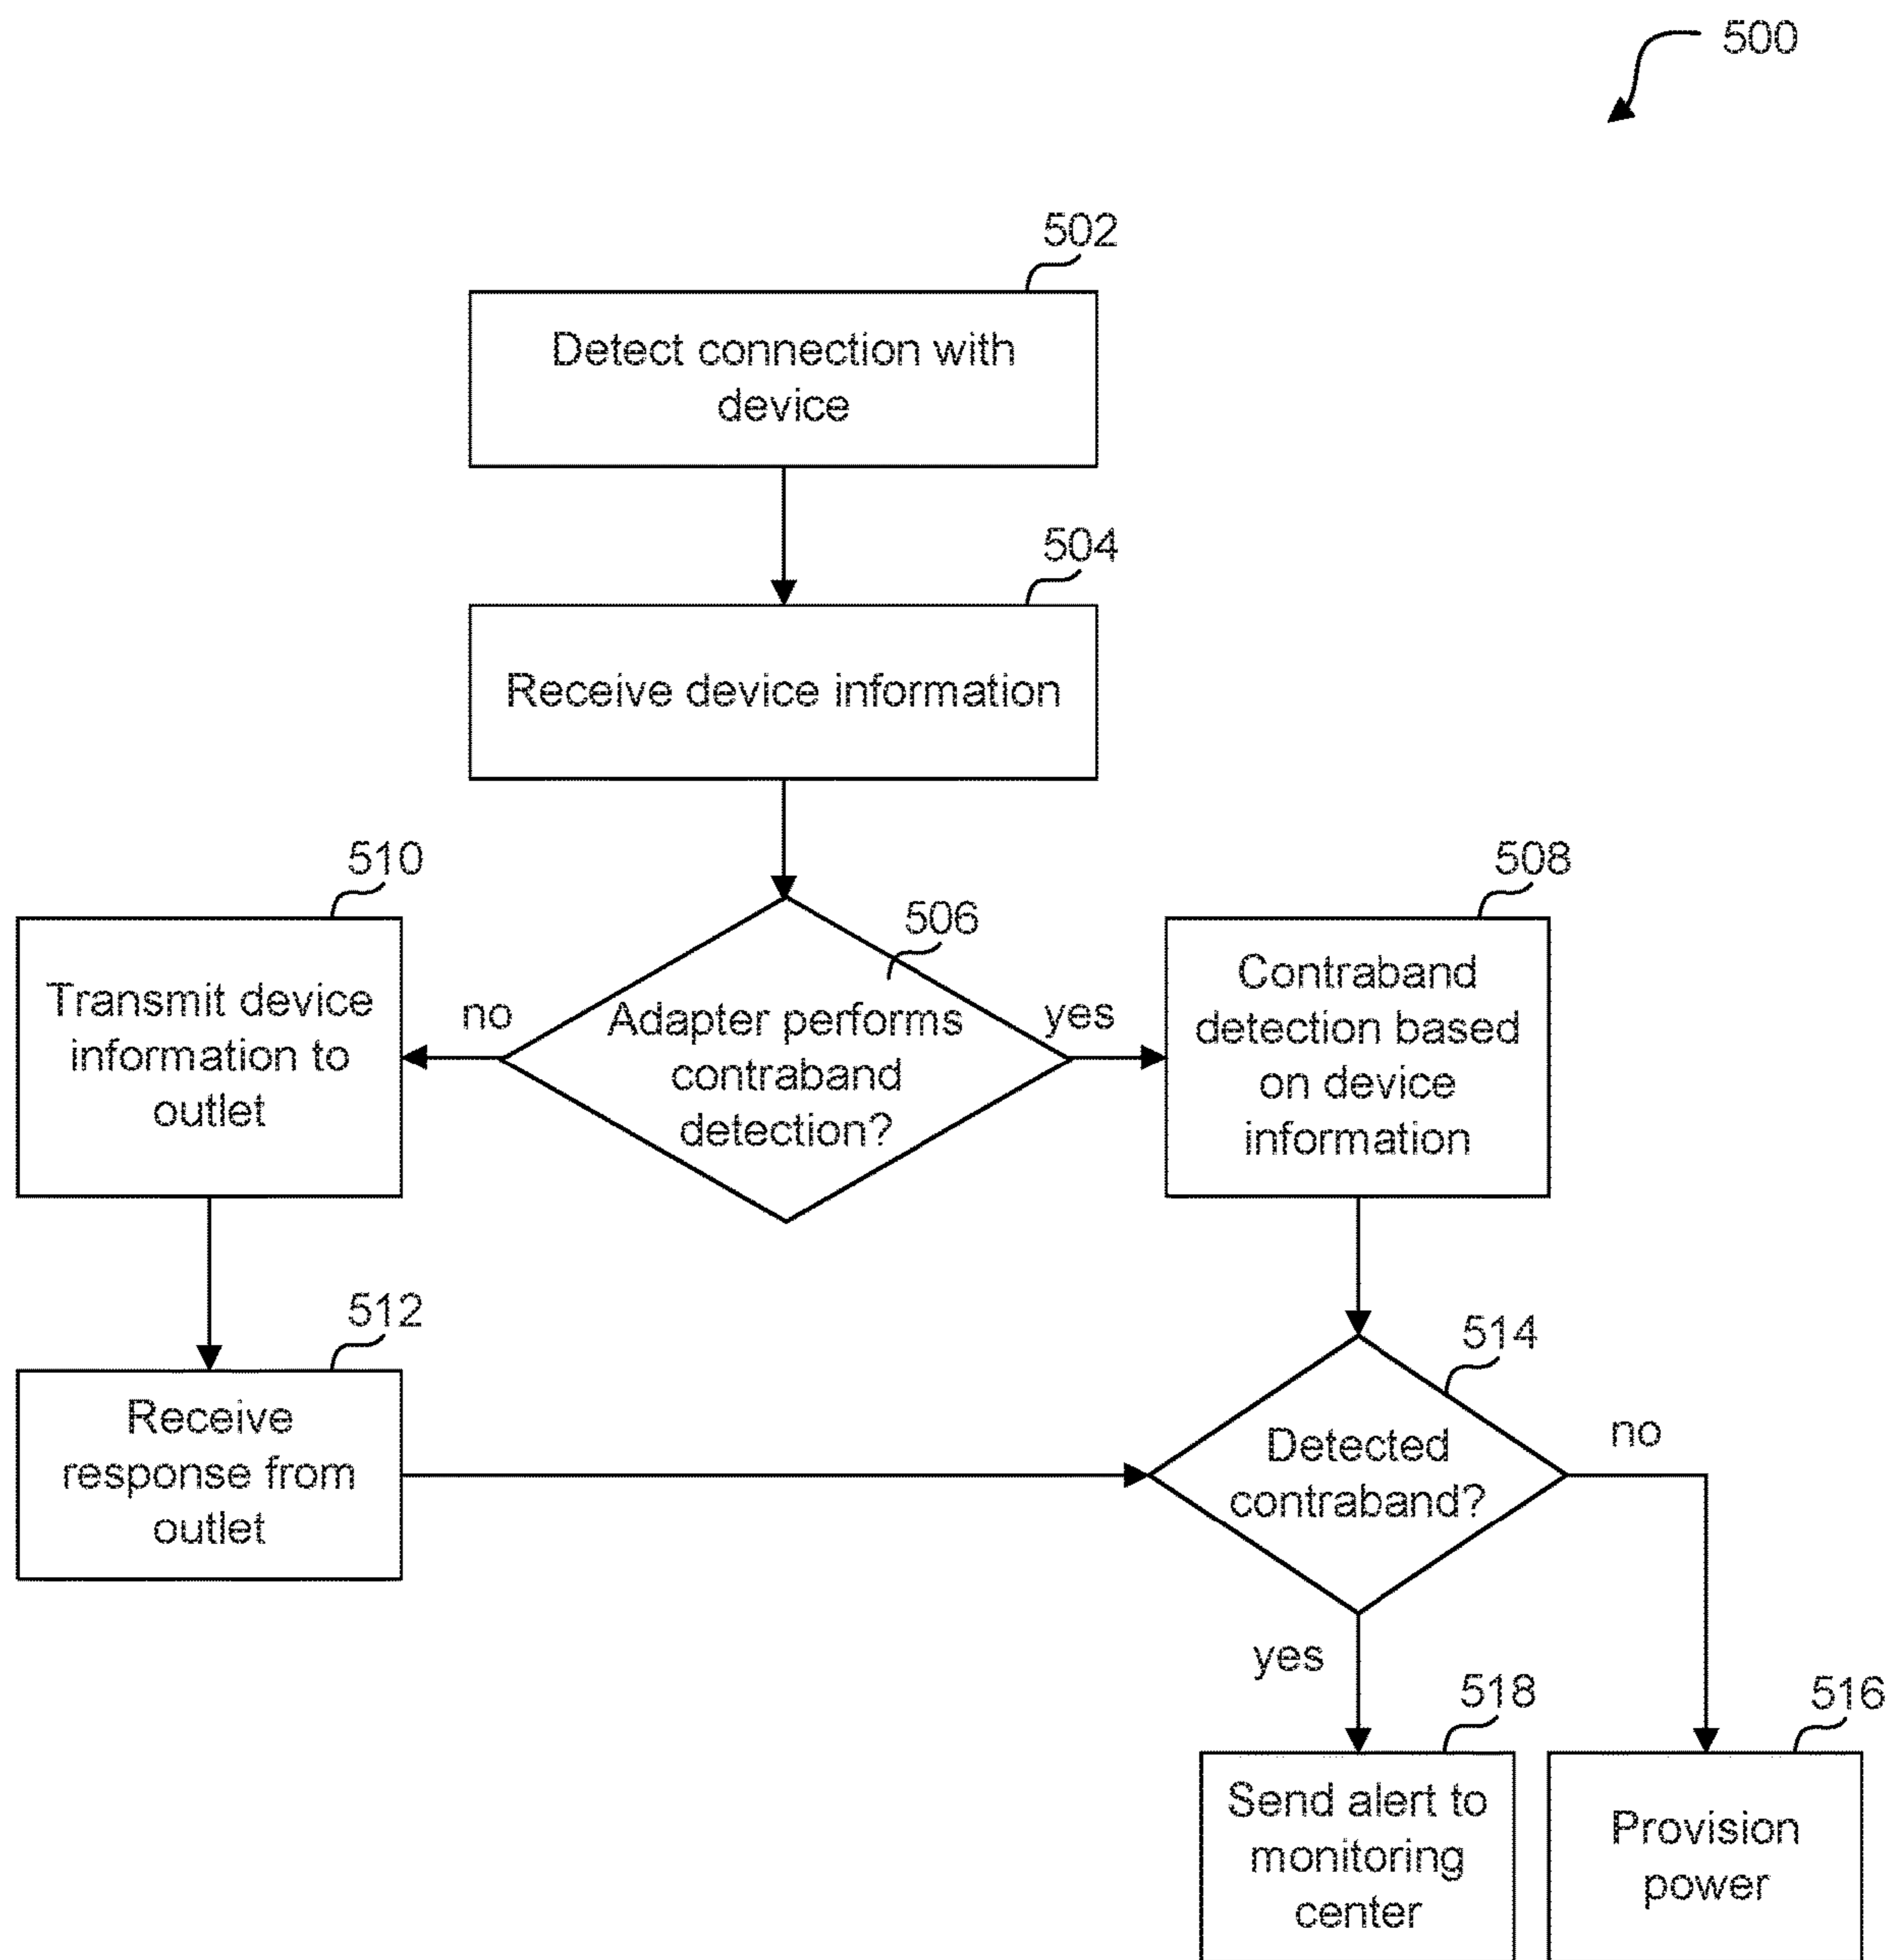 500
502
Detect connection with
device
504
Receive device information
510
Transmit device
information to
outlet
no
506
Adapter performs
contraband
detection?
yes
508
Contraband
detection based
on device
information
512
Receive
response from
outlet
514
Detected
contraband?
no
yes
518
Send alert to
monitoring
center
516
Provision
power